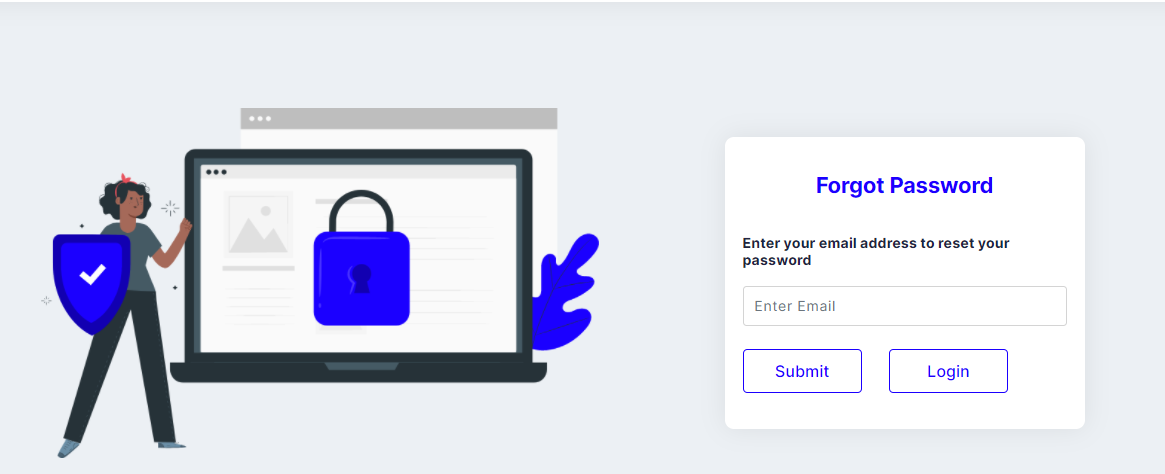 Forgot Password
Enter your email address to reset your
password
Enter Email
Submit
Login